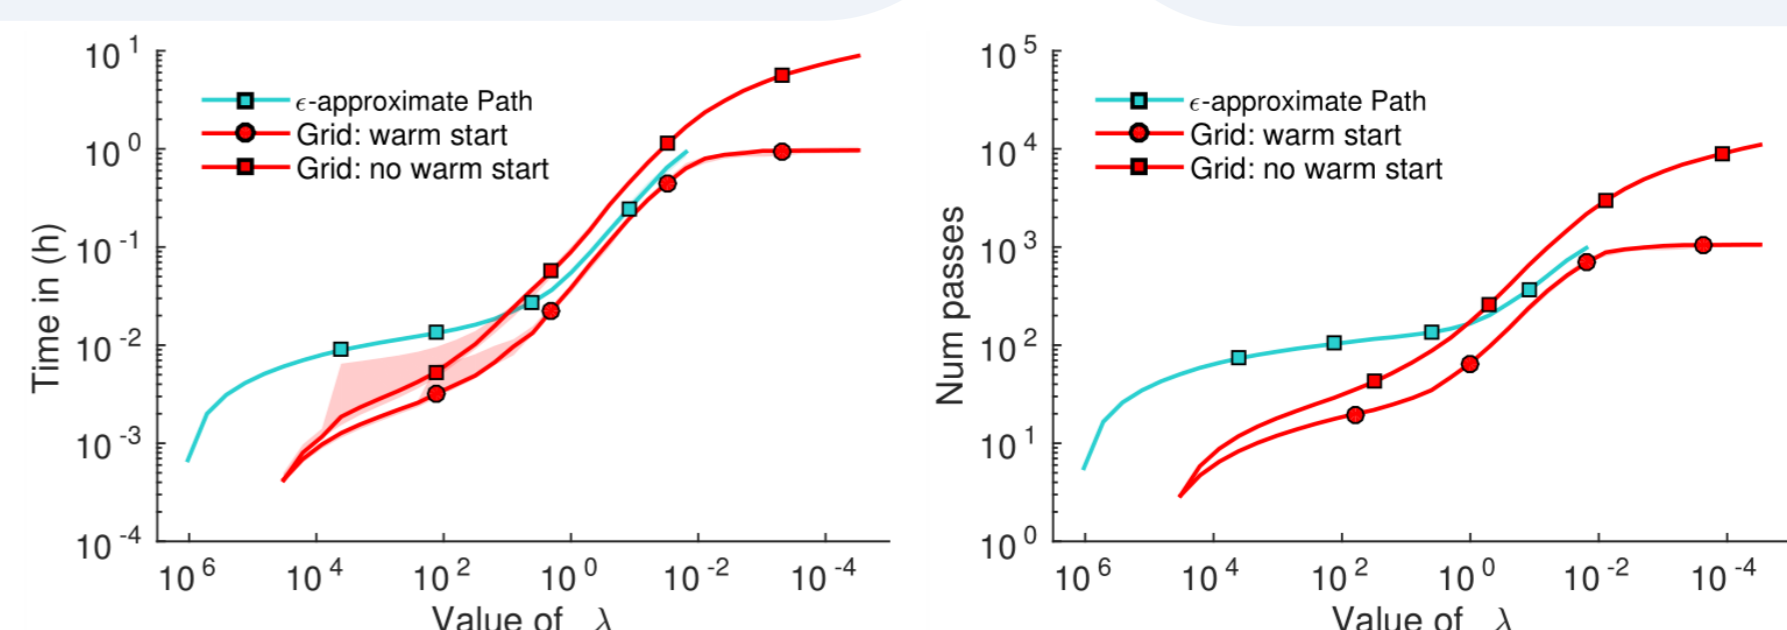 10^1
10^0
10^-1
10^-2
10^-3
10^-4
Time in (h)
ϵ-approximate Path
Grid: warm start
Grid: no warm start
10^6 10^4 10^2 10^0 10^-2 10^-4
Value of λ
10^5
10^4
10^3
10^2
10^1
10^0
Num passes
ϵ-approximate Path
Grid: warm start
Grid: no warm start
10^6 10^4 10^2 10^0 10^-2 10^-4
Value of λ